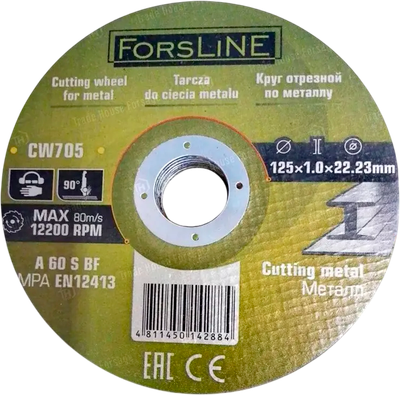 FORSLINE
Cutting wheel
for metal
Tarcza
do ciecia metalu
Круг отрезной
по металлу
CW705
125×1.0×22.23mm
90°
MAX 80m/s
12200 RPM
A 60 S BF
MPA EN12413
Cutting metal
Металл
4 811450 142884
EAC CE